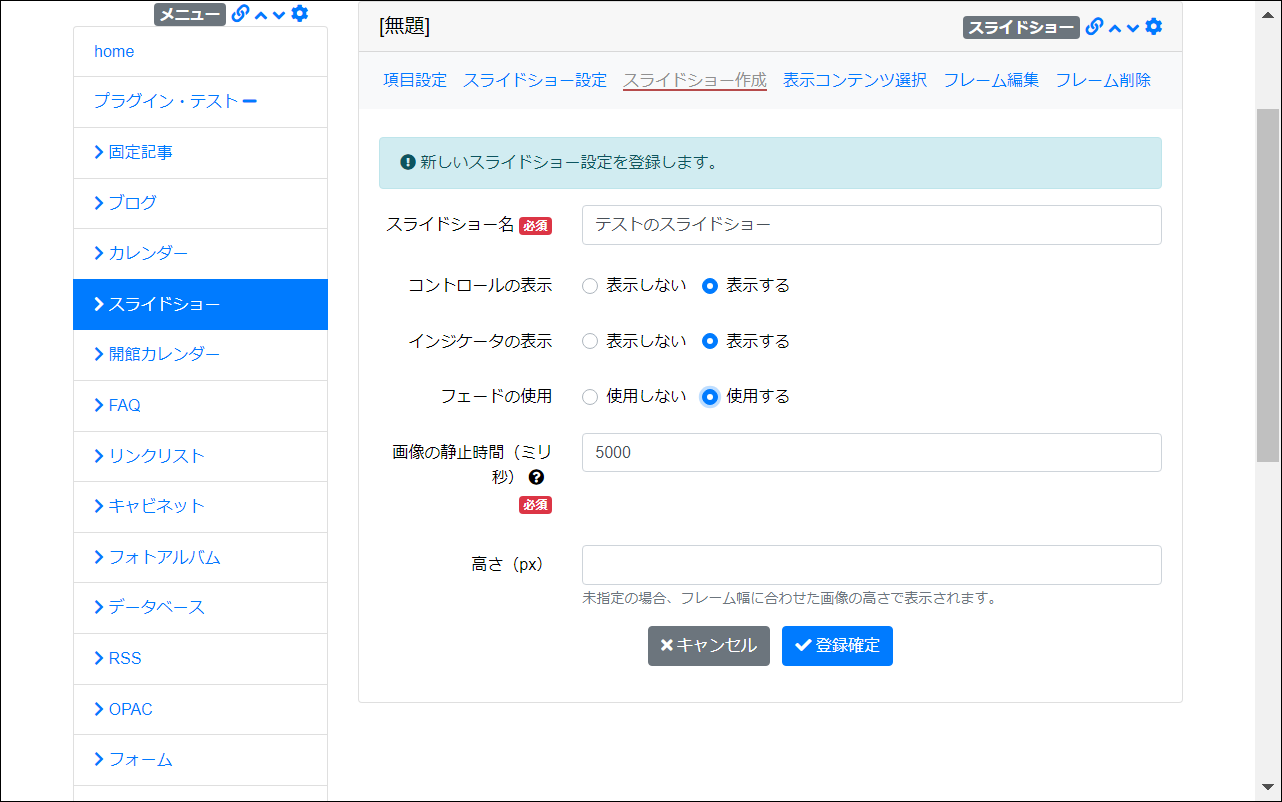 メニュー
home
プラグイン・テスト
固定記事
ブログ
カレンダー
スライドショー
開館カレンダー
FAQ
リンクリスト
キャビネット
フォトアルバム
データベース
RSS
OPAC
フォーム
[無題]
スライドショー
項目設定 スライドショー設定 スライドショー作成 表示コンテンツ選択 フレーム編集 フレーム削除
新しいスライドショー設定を登録します。
スライドショー名 必須 テストのスライドショー
コントロールの表示 表示しない 表示する
インジケータの表示 表示しない 表示する
フェードの使用 使用しない 使用する
画像の静止時間（ミリ
秒）
必須
5000
高さ（px）
未指定の場合、フレーム幅に合わせた画像の高さで表示されます。
キャンセル 登録確定